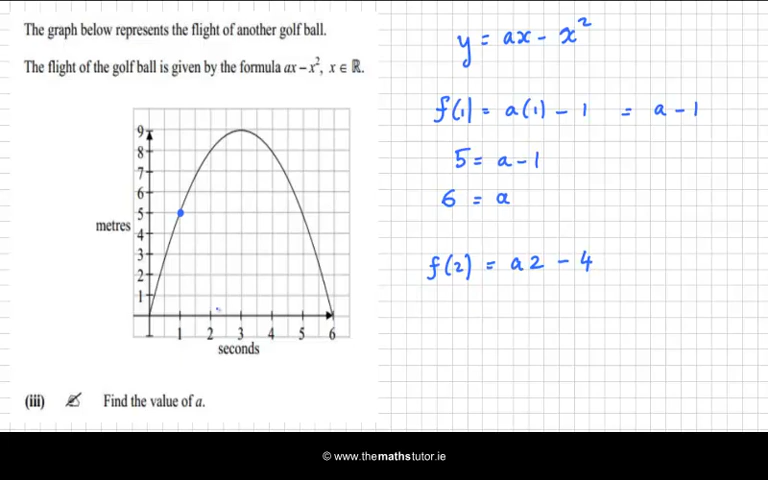 The graph below represents the flight of another golf ball.
The flight of the golf ball is given by the formula ax – x², x ∈ ℝ.
9
8
7
6
5
4
3
2
1
metres
1 2 3 4 5 6
seconds
(iii) Find the value of a.
y = ax - x²
f(1) = a(1) - 1 = a - 1
5 = a - 1
6 = a
f(2) = a2 - 4
© www.themathstutor.ie